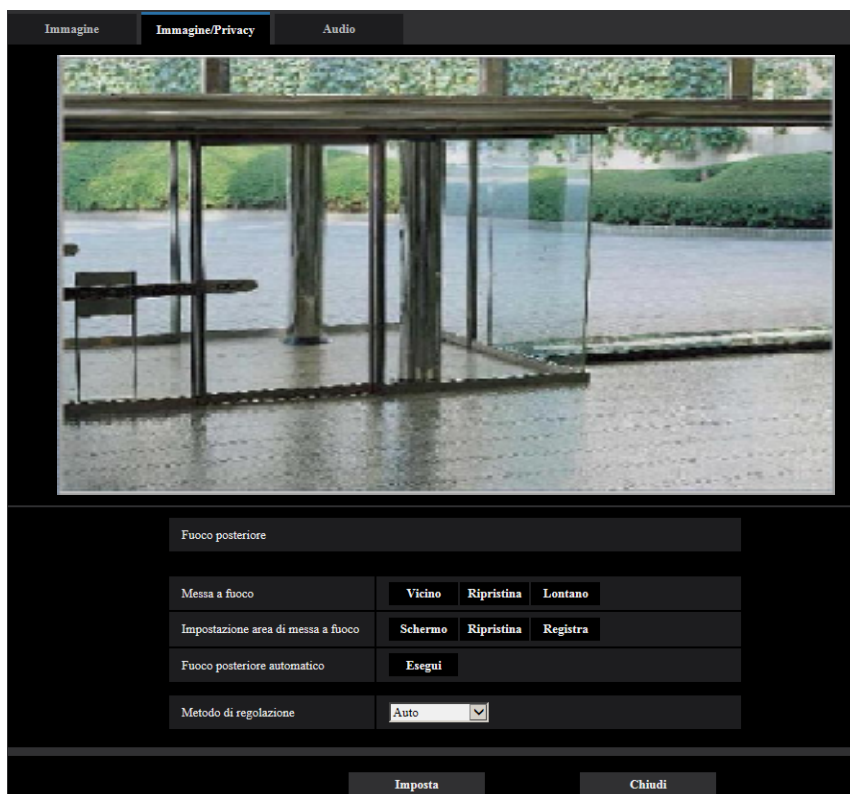 Immagine Immagine/Privacy Audio
Fuoco posteriore
Messa a fuoco Vicino Ripristina Lontano
Impostazione area di messa a fuoco Schermo Ripristina Registra
Fuoco posteriore automatico Esegui
Metodo di regolazione Auto
Imposta Chiudi